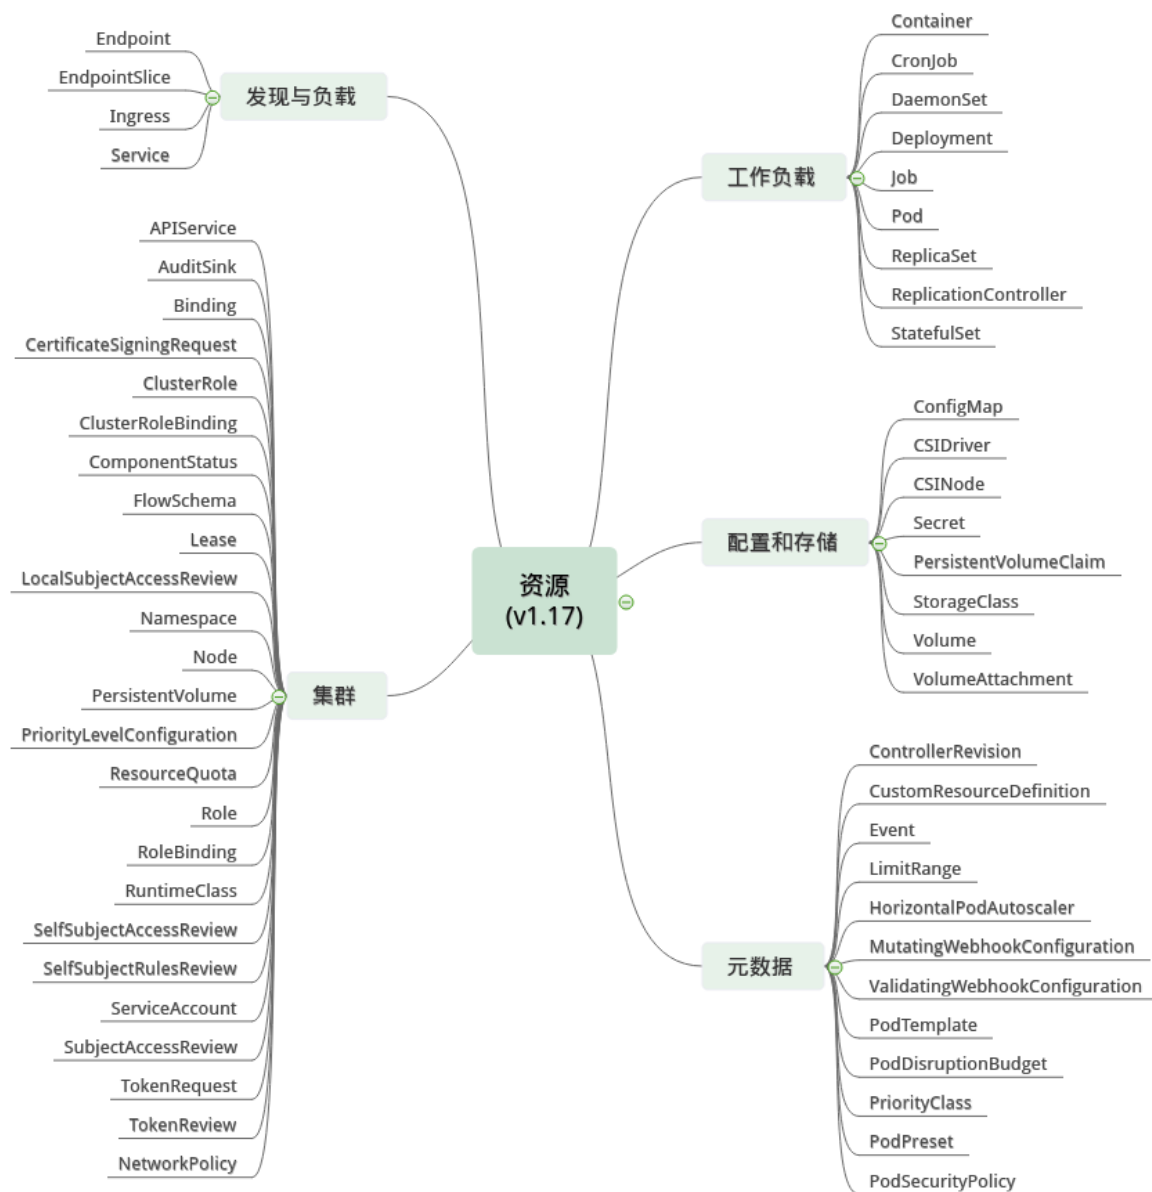 资源
(v1.17)
发现与负载
Endpoint
EndpointSlice
Ingress
Service
集群
APIService
AuditSink
Binding
CertificateSigningRequest
ClusterRole
ClusterRoleBinding
ComponentStatus
FlowSchema
Lease
LocalSubjectAccessReview
Namespace
Node
PersistentVolume
PriorityLevelConfiguration
ResourceQuota
Role
RoleBinding
RuntimeClass
SelfSubjectAccessReview
SelfSubjectRulesReview
ServiceAccount
SubjectAccessReview
TokenRequest
TokenReview
NetworkPolicy
工作负载
Container
CronJob
DaemonSet
Deployment
Job
Pod
ReplicaSet
ReplicationController
StatefulSet
配置和存储
ConfigMap
CSIDriver
CSINode
Secret
PersistentVolumeClaim
StorageClass
Volume
VolumeAttachment
元数据
ControllerRevision
CustomResourceDefinition
Event
LimitRange
HorizontalPodAutoscaler
MutatingWebhookConfiguration
ValidatingWebhookConfiguration
PodTemplate
PodDisruptionBudget
PriorityClass
PodPreset
PodSecurityPolicy